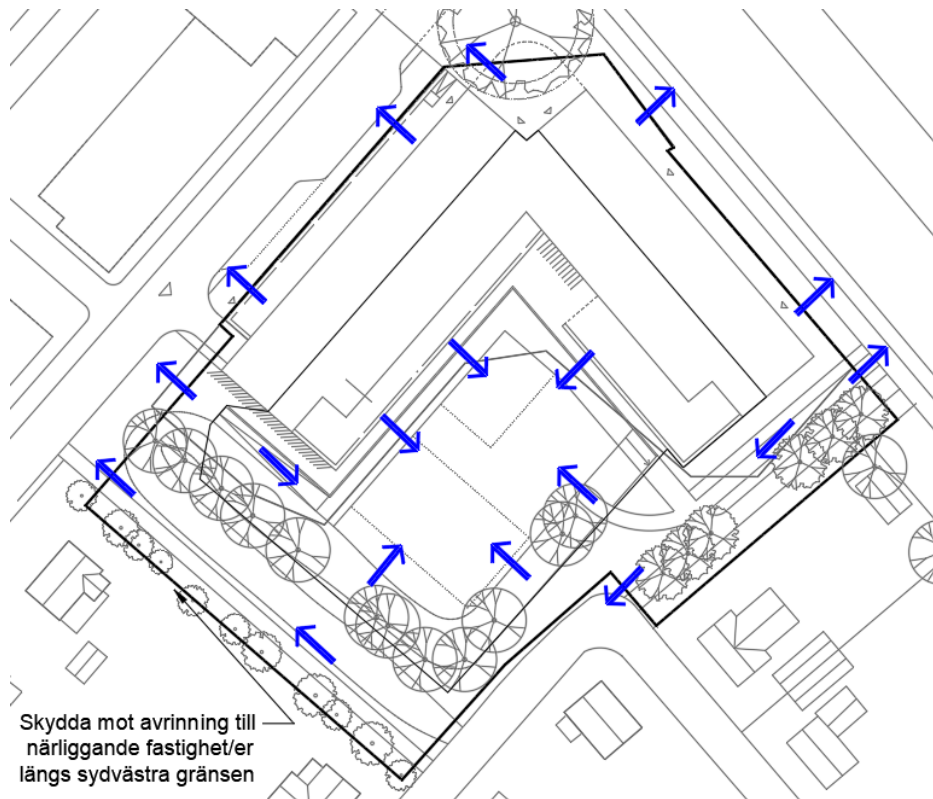 Skydda mot avrinning till
närliggande fastighet/er
längs sydvästra gränsen